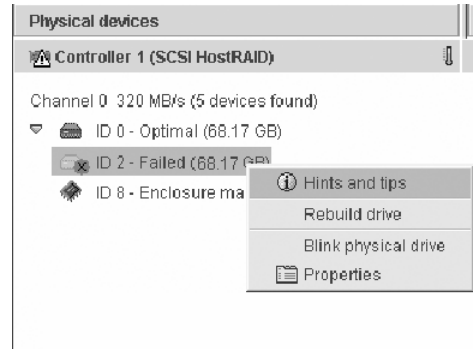 Physical devices
Controller 1 (SCSI HostRAID)
Channel 0 320 MB/s (5 devices found)
ID 0 - Optimal (68.17 GB)
ID 2 - Failed (68.17 GB)
ID 8 - Enclosure ma
Hints and tips
Rebuild drive
Blink physical drive
Properties